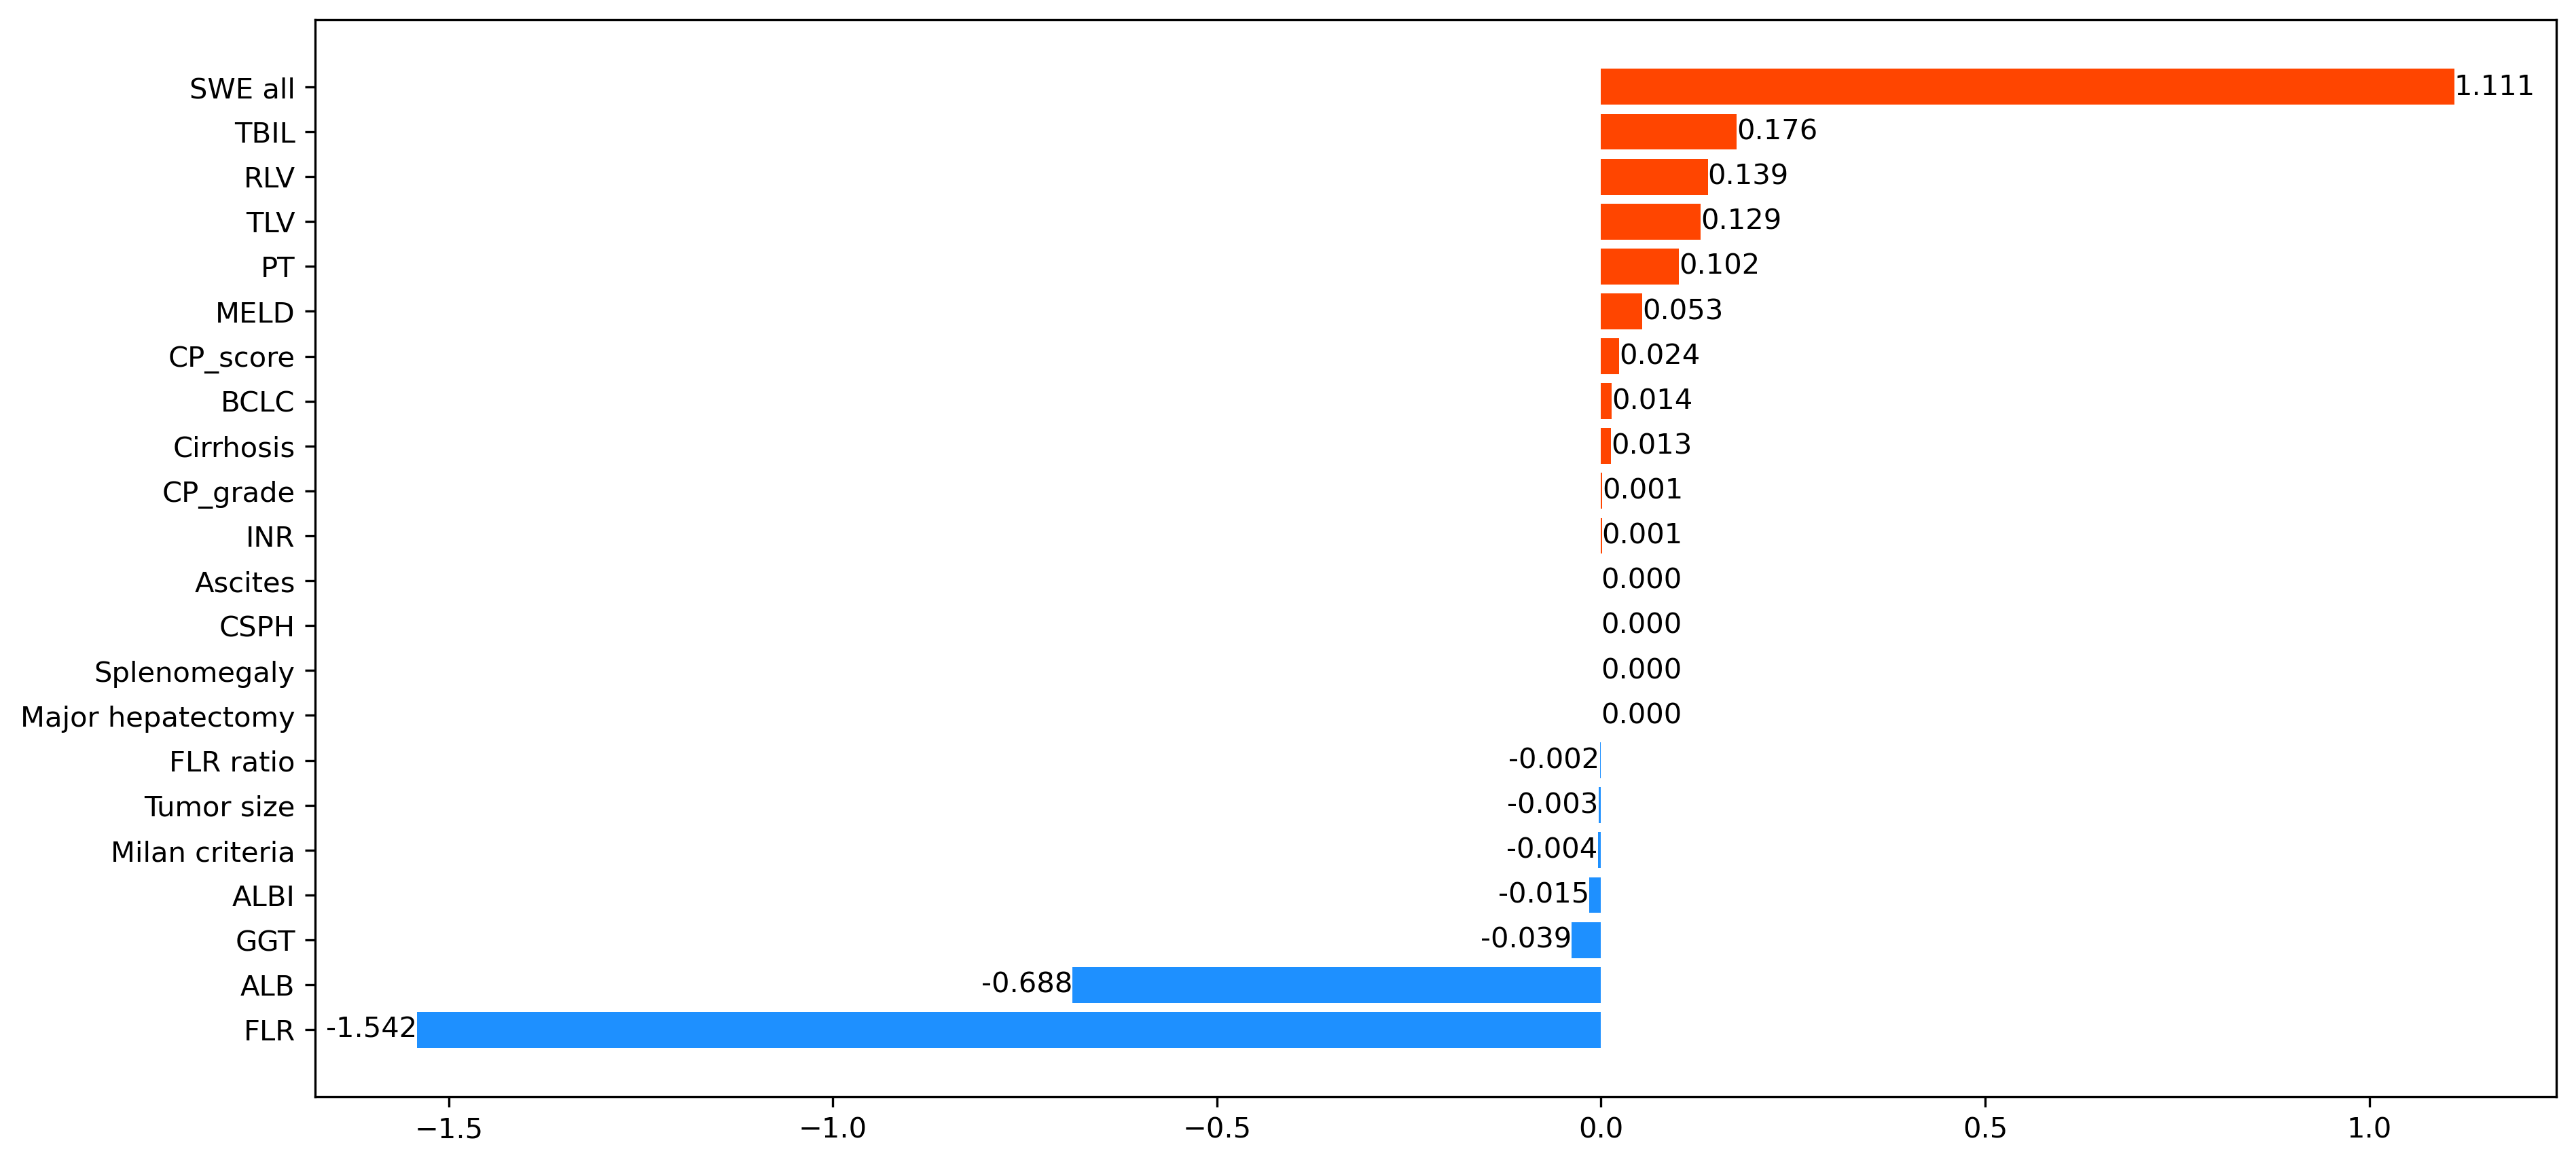 SWE all 1.111
TBIL 0.176
RLV 0.139
TLV 0.129
PT 0.102
MELD 0.053
CP_score 0.024
BCLC 0.014
Cirrhosis 0.013
CP_grade 0.001
INR 0.001
Ascites 0.000
CSPH 0.000
Splenomegaly 0.000
Major hepatectomy 0.000
FLR ratio -0.002
Tumor size -0.003
Milan criteria -0.004
ALBI -0.015
GGT -0.039
ALB -0.688
FLR -1.542
−1.5 −1.0 −0.5 0.0 0.5 1.0